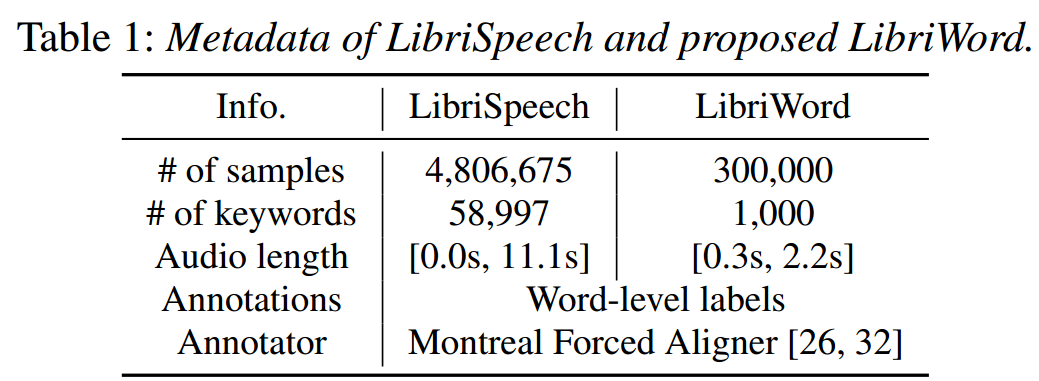 Table 1: Metadata of LibriSpeech and proposed LibriWord.
Info. LibriSpeech LibriWord
# of samples 4,806,675 300,000
# of keywords 58,997 1,000
Audio length [0.0s, 11.1s] [0.3s, 2.2s]
Annotations Word-level labels
Annotator Montreal Forced Aligner [26, 32]